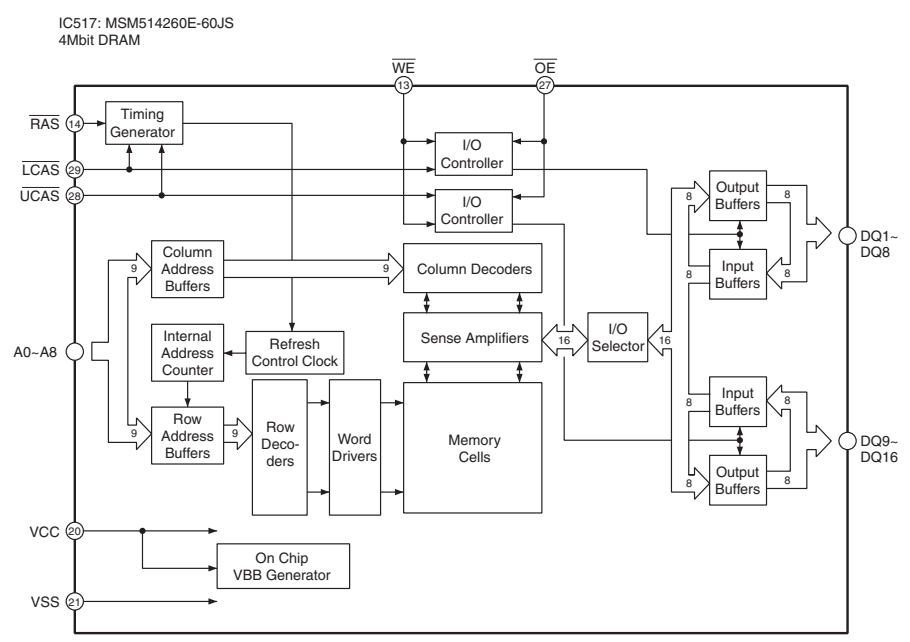 IC517: MSM514260E-60JS
4Mbit DRAM
WE
OE
13
27
RAS
14
Timing
Generator
I/O
Controller
LCAS
29
UCAS
28
I/O
Controller
8
Output
Buffers
8
8
DQ1~
DQ8
Column
Address
Buffers
9
9
Column Decoders
8
Input
Buffers
8
Internal
Address
Counter
Refresh
Control Clock
Sense Amplifiers
16
I/O
Selector
16
A0~A8
Row
Address
Buffers
9
9
Row
Deco-
ders
Word
Drivers
Memory
Cells
8
Input
Buffers
8
8
Output
Buffers
8
DQ9~
DQ16
VCC
20
On Chip
VBB Generator
VSS
21